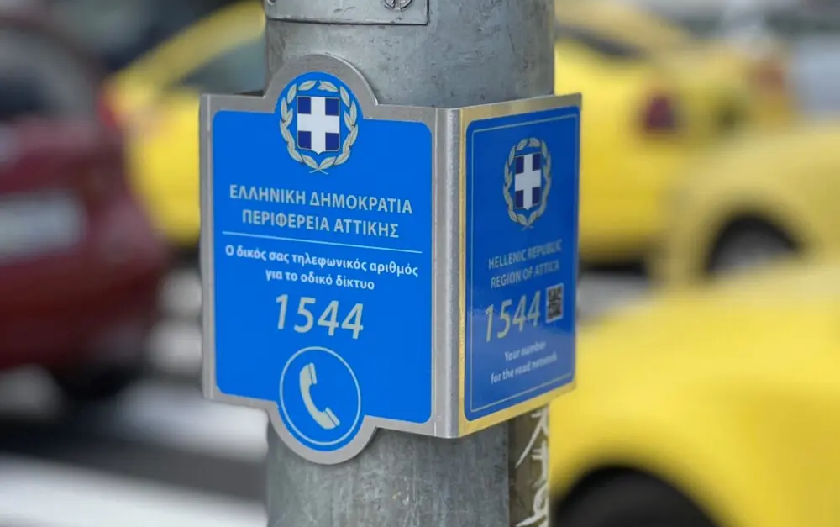 ΕΛΛΗΝΙΚΗ ΔΗΜΟΚΡΑΤΙΑ
ΠΕΡΙΦΕΡΕΙΑ ΑΤΤΙΚΗΣ
Ο δικός σας τηλεφωνικός αριθμός
για το οδικό δίκτυο
1544
HELLENIC REPUBLIC
REGION OF ATTICA
1544
Your number
for the road network